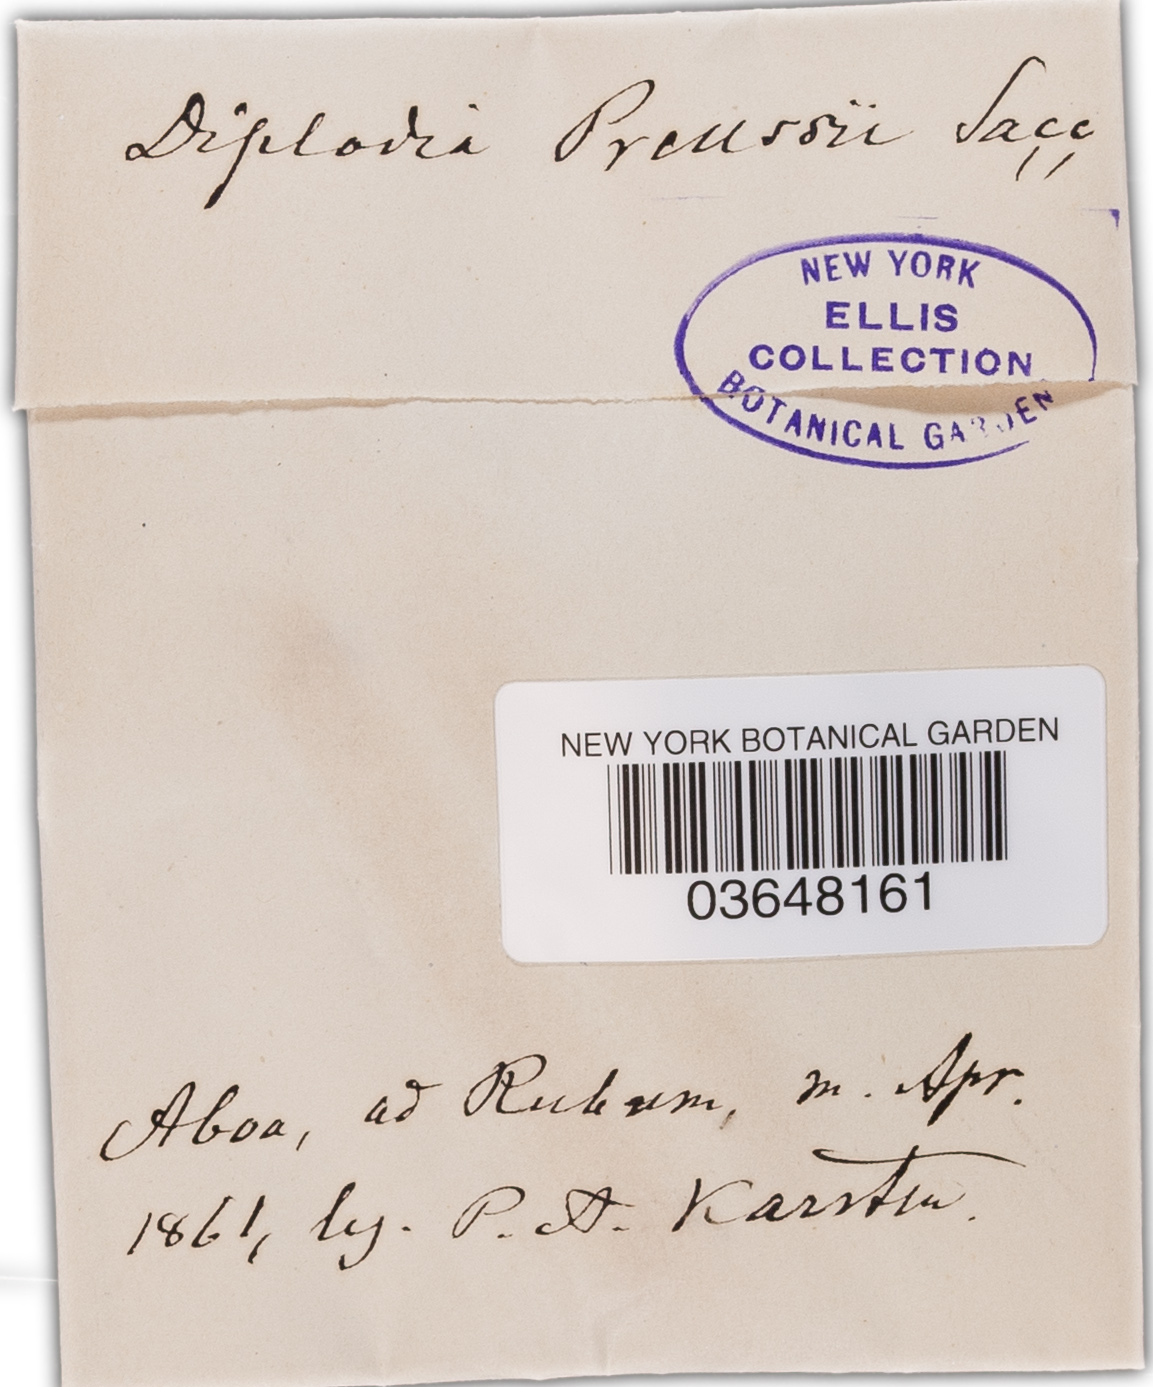 Diplodia Preussii Sacc
NEW YORK
ELLIS
COLLECTION
BOTANICAL GARDEN
NEW YORK BOTANICAL GARDEN
03648161
Aboa, ad Rubum, m. Apr.
1861, leg. P. A. Karsten.